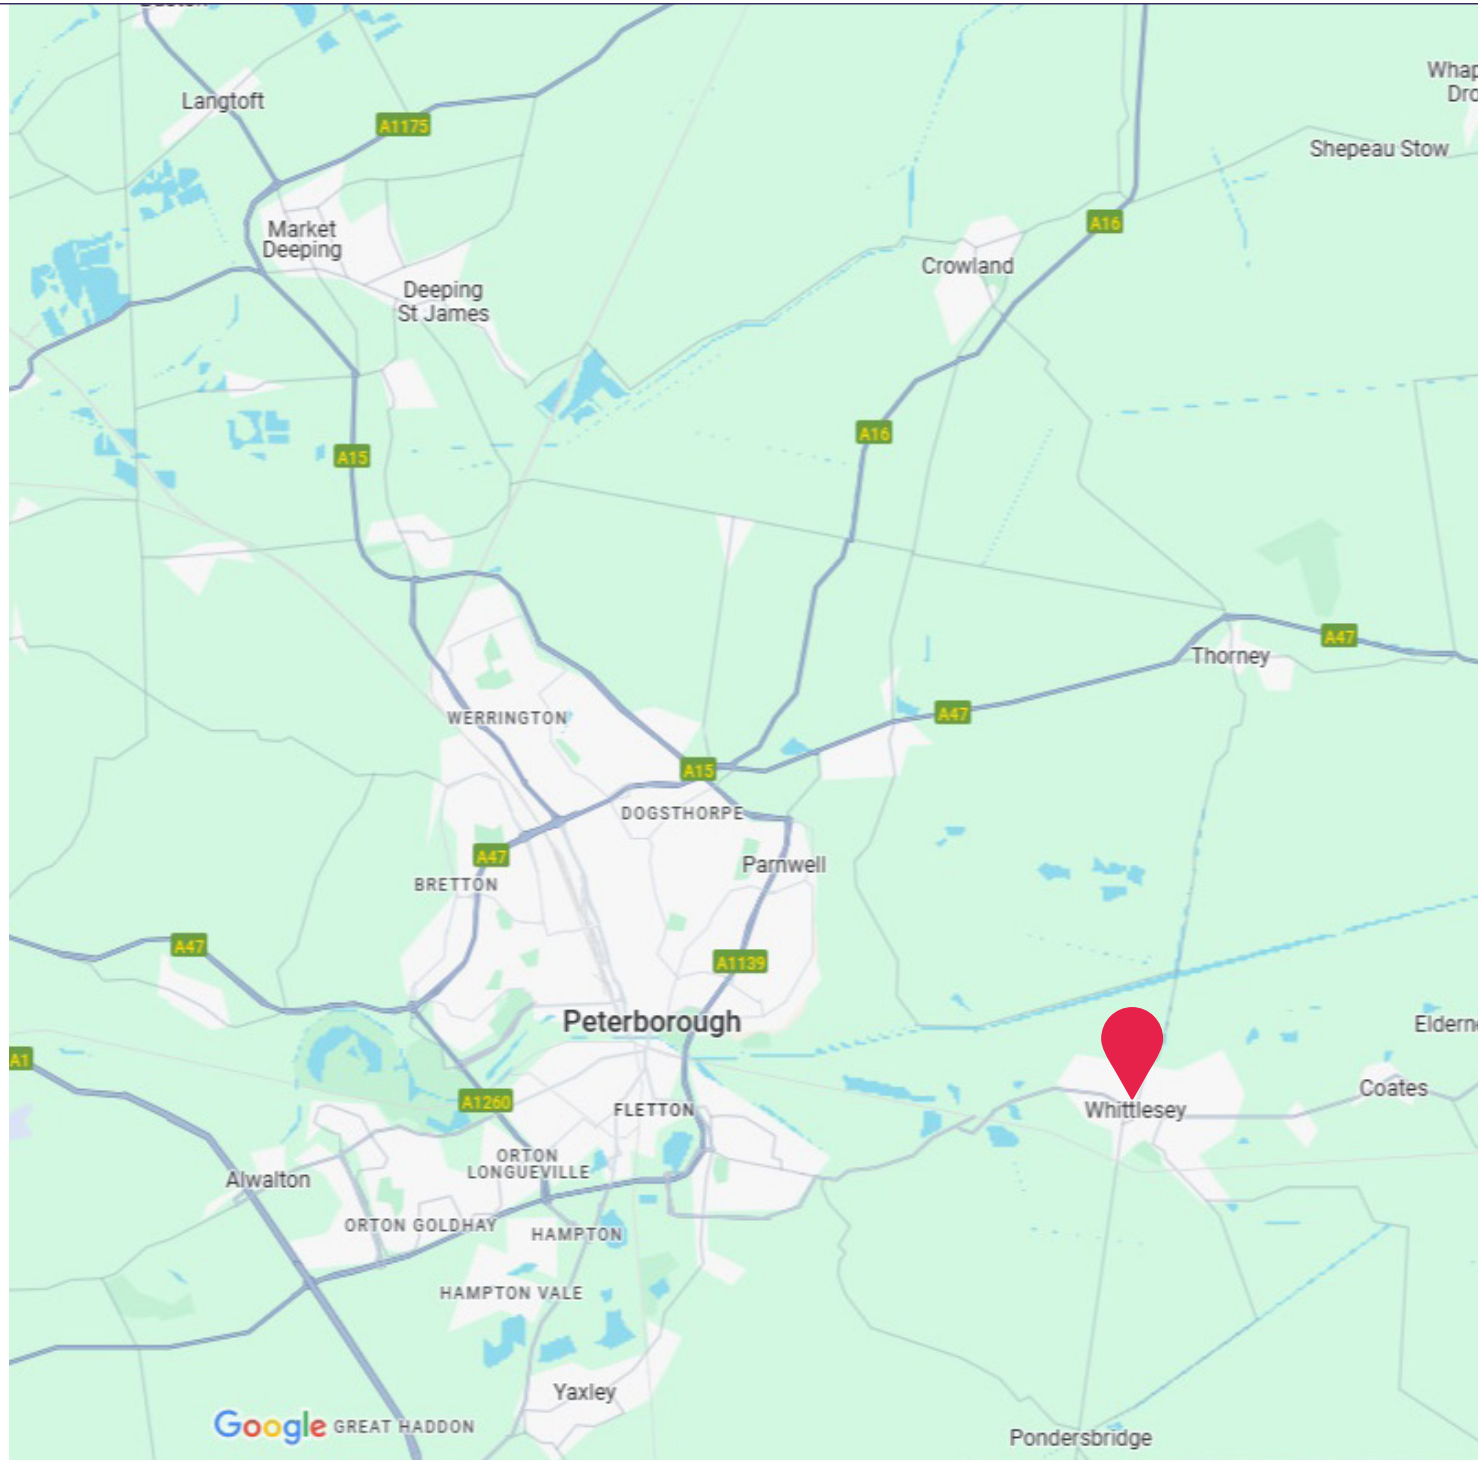 Langtoft
A1175
Shepeau Stow
Market
Deeping
A16
Crowland
Deeping
St James
A16
A15
A47
Thorney
A47
WERRINGTON
A15
DOGSTHORPE
A47
Parnwell
BRETTON
A47
A1139
Peterborough
A1
Coates
A1260
FLETTON
Whittlesey
ORTON
LONGUEVILLE
Alwalton
ORTON GOLDHAY
HAMPTON
HAMPTON VALE
Yaxley
Google
GREAT HADDON
Pondersbridge